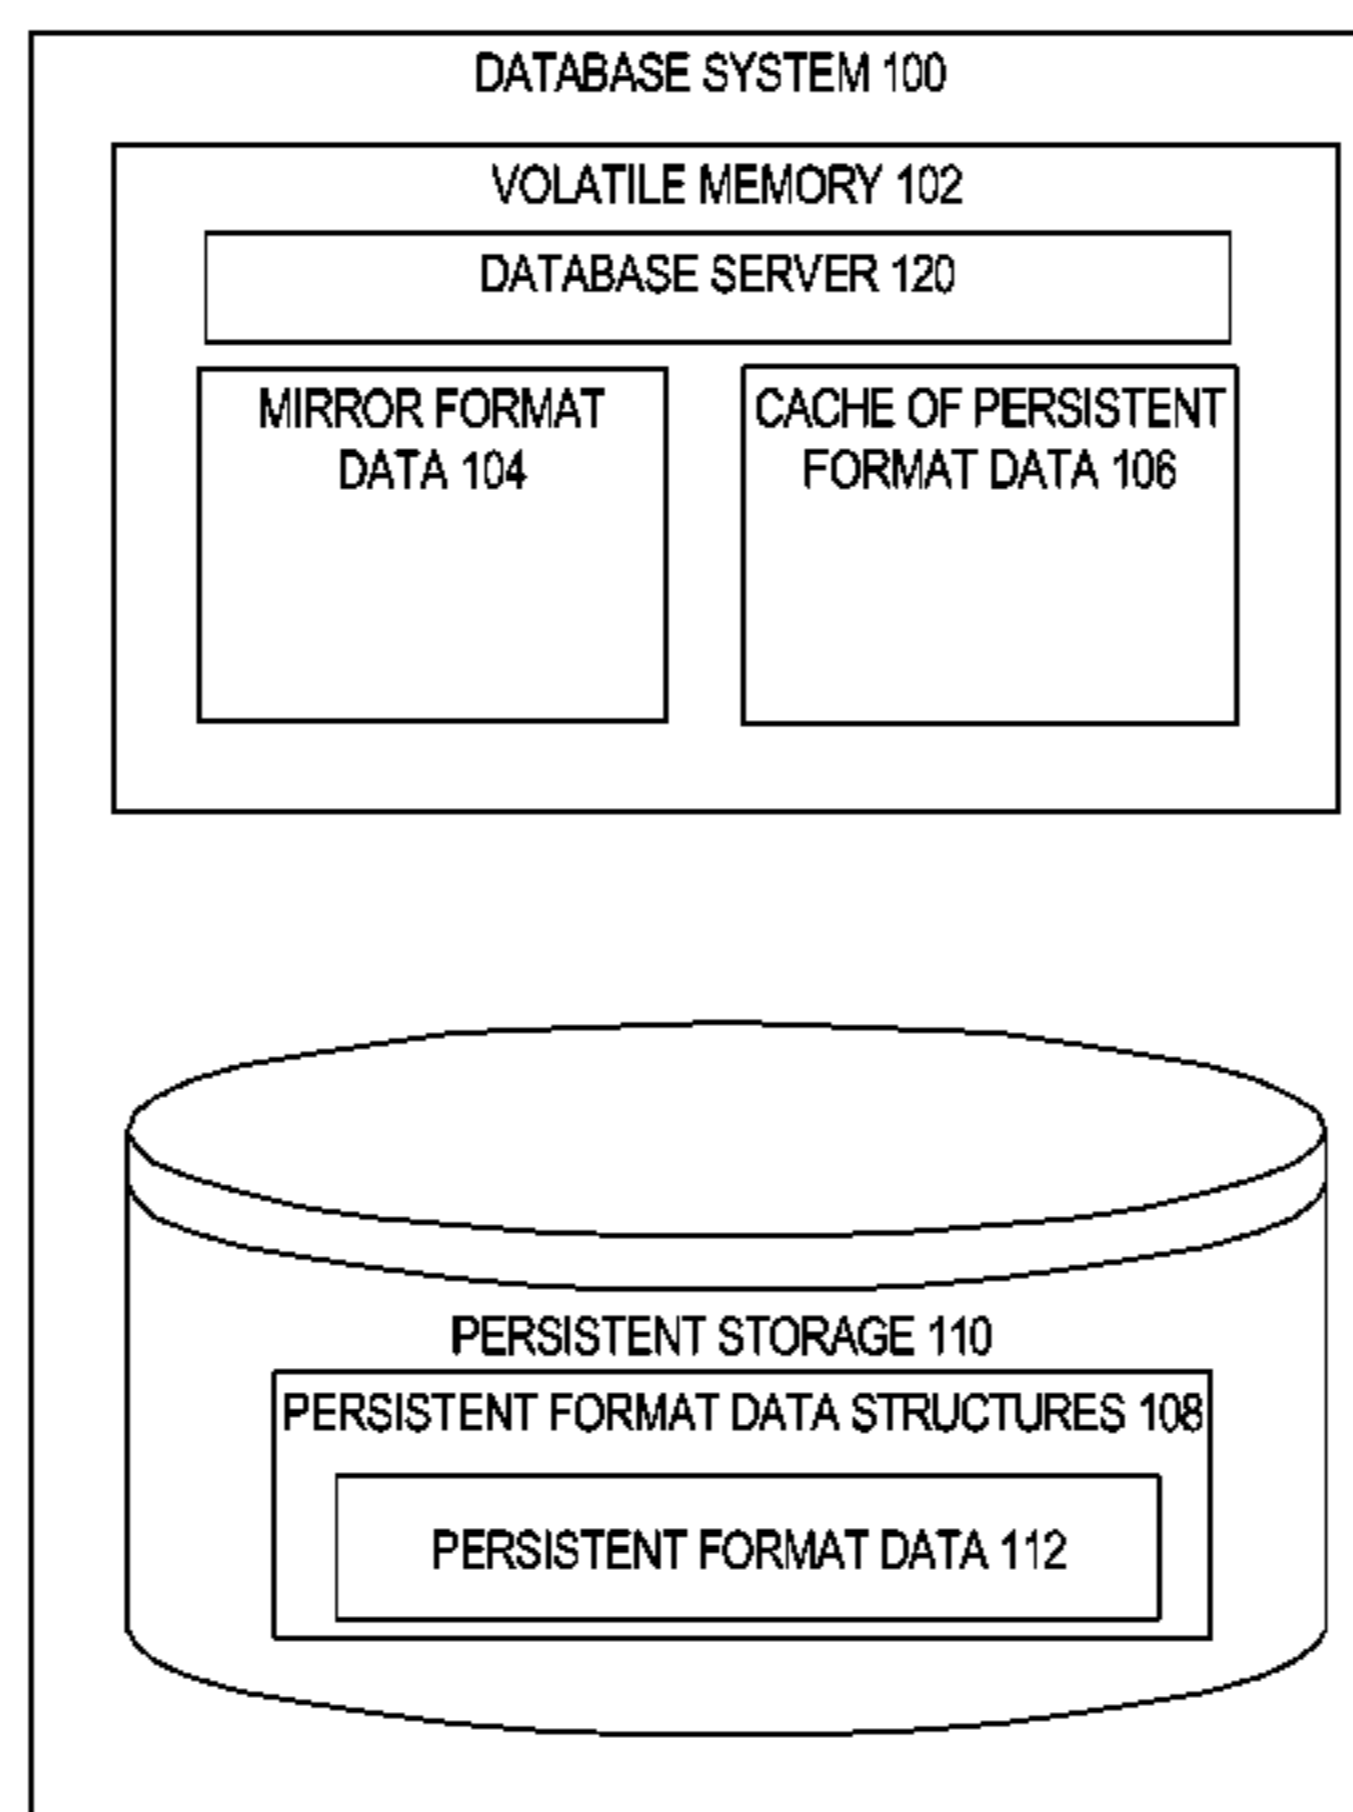 DATABASE SYSTEM 100
VOLATILE MEMORY 102
DATABASE SERVER 120
MIRROR FORMAT
DATA 104
CACHE OF PERSISTENT
FORMAT DATA 106
PERSISTENT STORAGE 110
PERSISTENT FORMAT DATA STRUCTURES 108
PERSISTENT FORMAT DATA 112